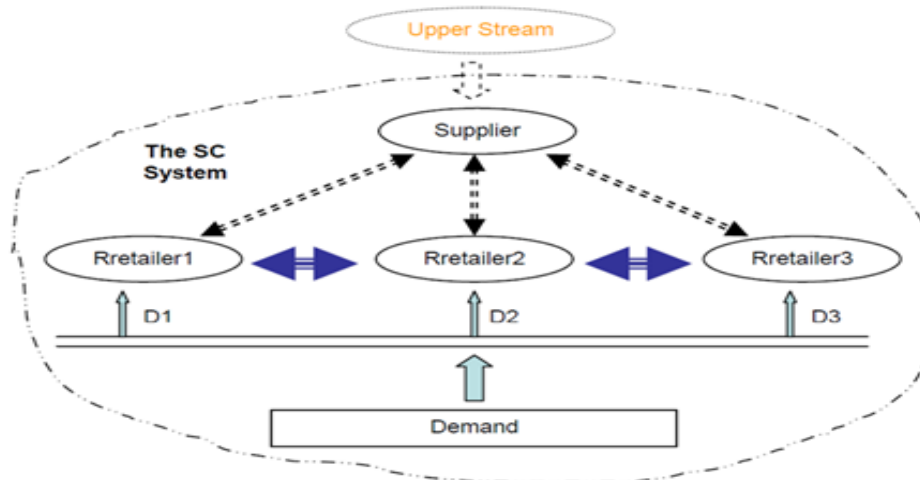 Upper Stream
Supplier
The SC
System
Rretailer1
Rretailer2
Rretailer3
D1
D2
D3
Demand